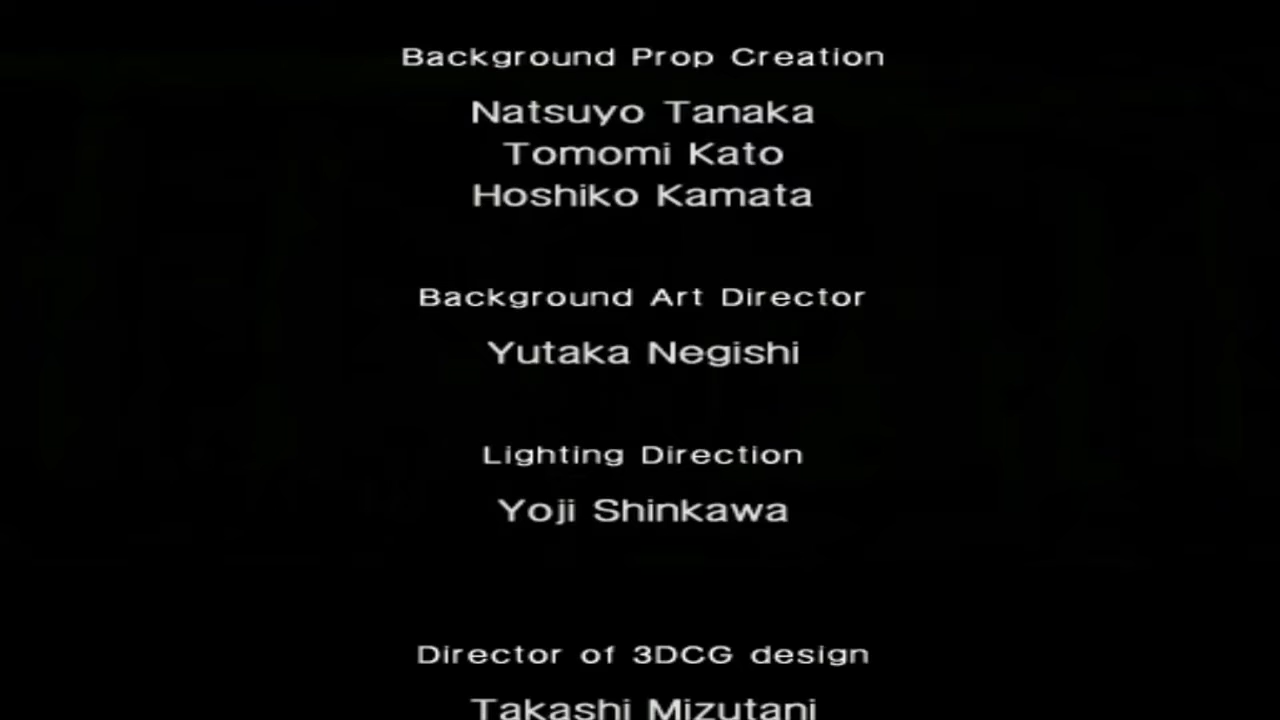 Background Prop Creation
Natsuyo Tanaka
Tomomi Kato
Hoshiko Kamata
Background Art Director
Yutaka Negishi
Lighting Direction
Yoji Shinkawa
Director of 3DCG design
Takashi Mizutani